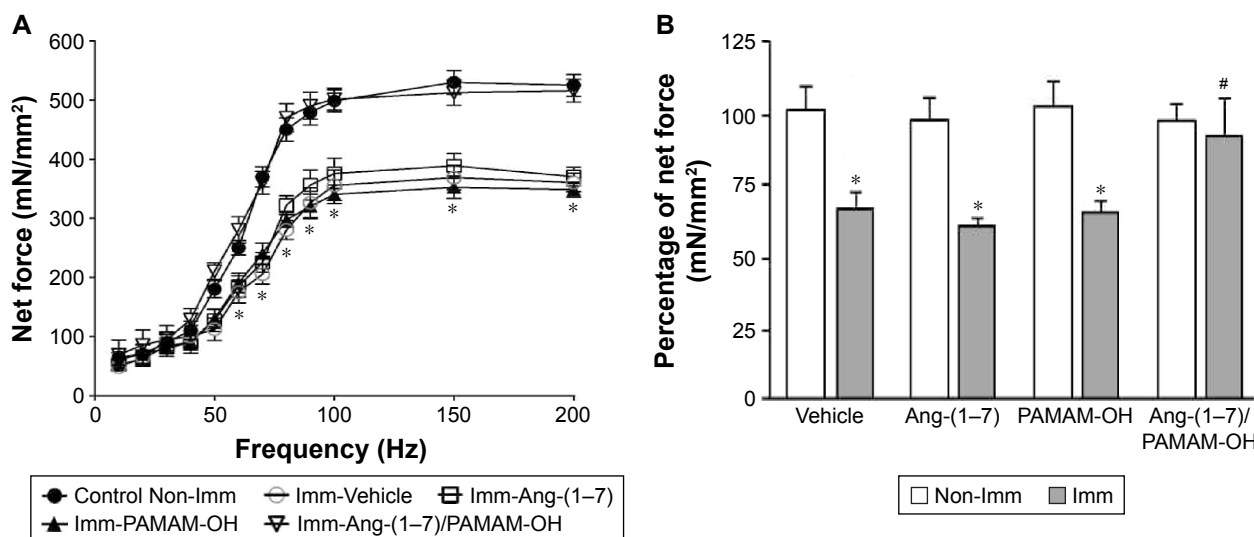 A
Net force (mN/mm²)
600
500
400
300
200
100
0
* * * * * * *
0 50 100 150 200
Frequency (Hz)
Control Non-Imm Imm-Vehicle Imm-Ang-(1–7)
Imm-PAMAM-OH Imm-Ang-(1–7)/PAMAM-OH
B
Percentage of net force
(mN/mm²)
125
100
75
50
25
0
* * * #
Vehicle Ang-(1–7) PAMAM-OH Ang-(1–7)/
PAMAM-OH
Non-Imm Imm